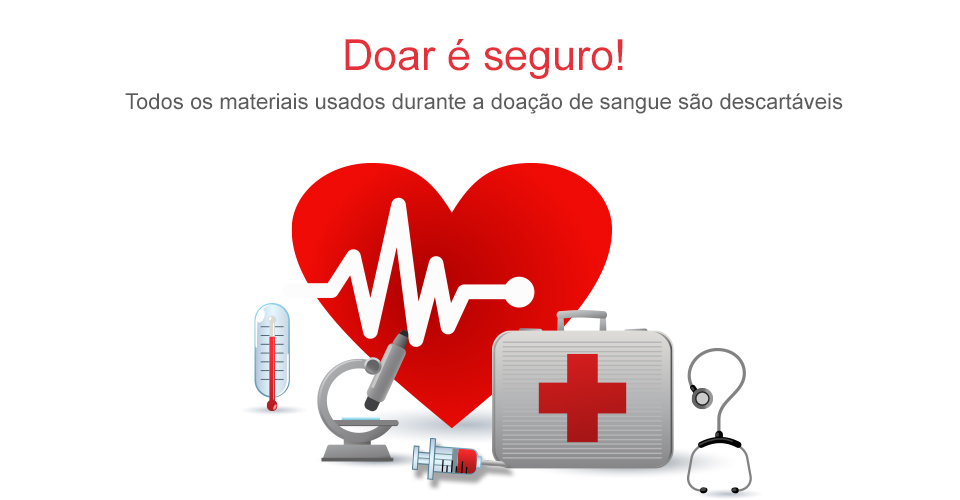 Doar é seguro!
Todos os materiais usados durante a doação de sangue são descartáveis